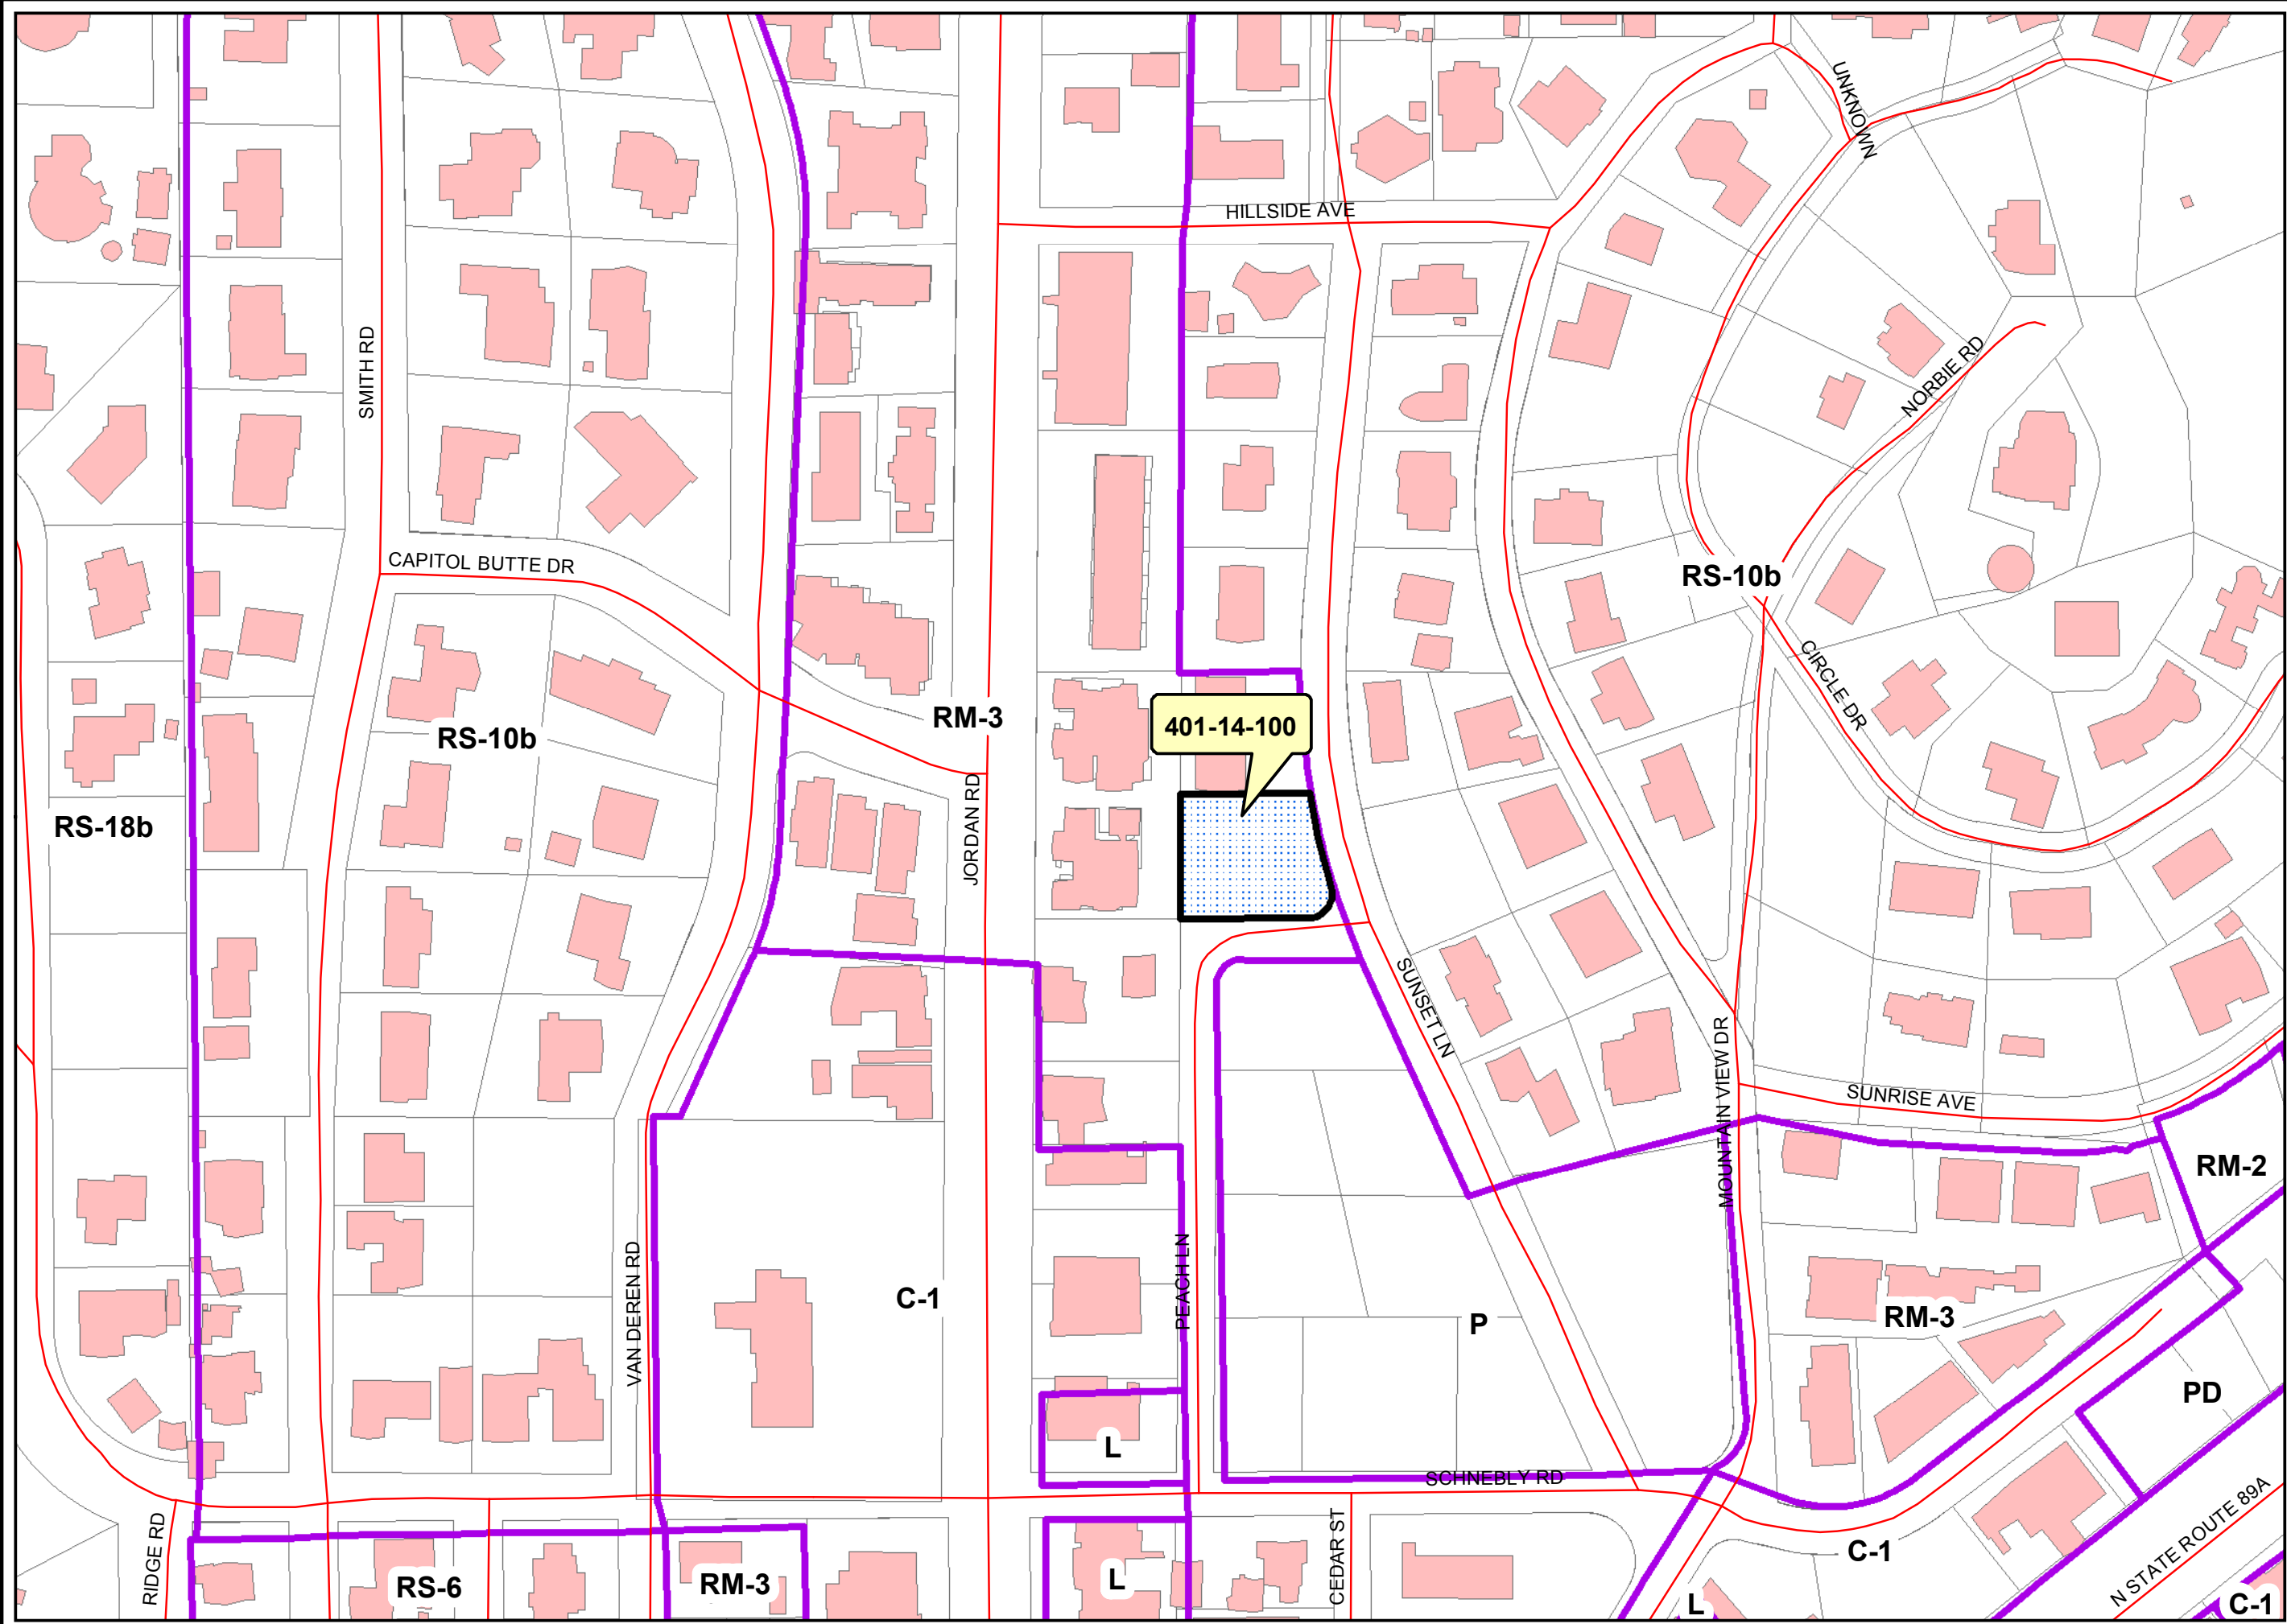 UNKNOWN
HILLSIDE AVE
SMITH RD
NORBIE RD
CAPITOL BUTTE DR
RS-10b
CIRCLE DR
RM-3
401-14-100
RS-10b
JORDAN RD
RS-18b
SUNSET LN
MOUNTAIN VIEW DR
SUNRISE AVE
RM-2
VAN DEREN RD
PEACH LN
C-1
P
RM-3
PD
L
SCHNEBLY RD
N STATE ROUTE 89A
RIDGE RD
CEDAR ST
C-1
RS-6
RM-3
L
L
C-1